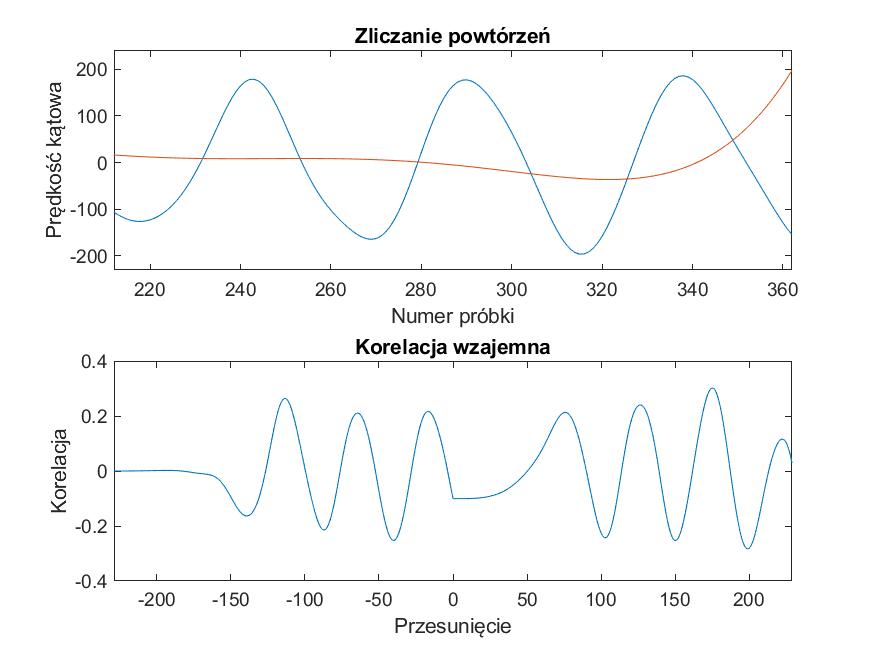 Zliczanie powtórzeń
200
100
0
-100
-200
Prędkość kątowa
220 240 260 280 300 320 340 360
Numer próbki
Korelacja wzajemna
0.4
0.2
0
-0.2
-0.4
Korelacja
-200 -150 -100 -50 0 50 100 150 200
Przesunięcie